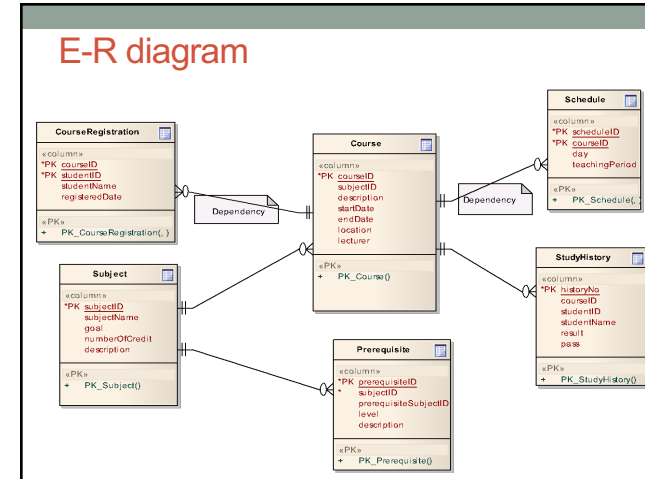 E-R diagram
CourseRegistration
«column»
*PK courseID
*PK studentID
studentName
registeredDate
«PK»
+ PK_CourseRegistration(, )
Dependency
Course
«column»
*PK courseID
subjectID
description
startDate
endDate
location
lecturer
«PK»
+ PK_Course()
Dependency
Schedule
«column»
*PK scheduleID
*PK courseID
day
teachingPeriod
«PK»
+ PK_Schedule(, )
Subject
«column»
*PK subjectID
subjectName
goal
numberOfCredit
description
«PK»
+ PK_Subject()
Prerequisite
«column»
*PK prerequisiteID
* subjectID
prerequisiteSubjectID
level
description
«PK»
+ PK_Prerequisite()
StudyHistory
«column»
*PK historyNo
courseID
studentID
studentName
result
pass
«PK»
+ PK_StudyHistory()